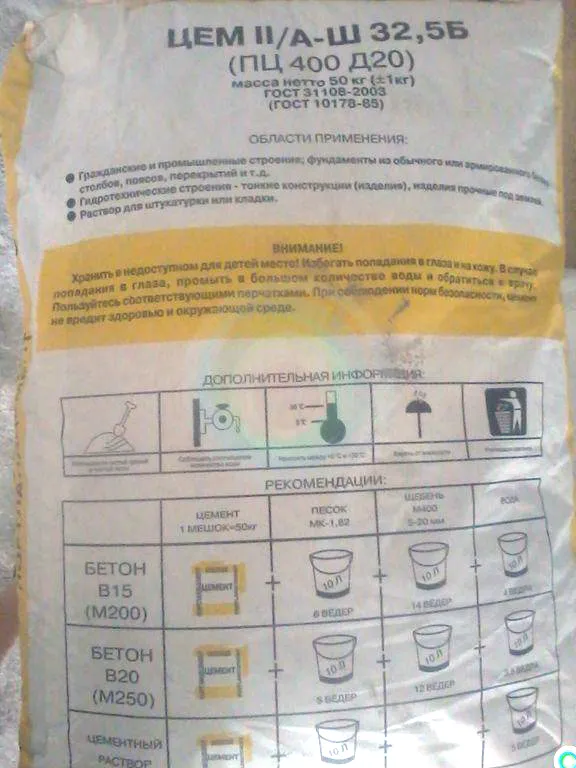 ЦЕМ II/А-Ш 32,5Б
(ПЦ 400 Д20)
масса нетто 50 кг (±1кг)
ГОСТ 31108-2003
(ГОСТ 10178-85)
ОБЛАСТИ ПРИМЕНЕНИЯ:
Гражданские и промышленные строения; фундаменты из обычного или армированного
столбов, поясов, перекрытий и т.д.
Гидротехнические строения - тонкие конструкции (изделия), изделия прочные под землей.
Раствор для штукатурки или кладки.
ВНИМАНИЕ!
Хранить в недоступном для детей месте! Избегать попадания в глаза и на кожу. В случае
попадания в глаза, промыть в большом количестве воды и обратиться к врачу.
Пользуйтесь соответствующими перчатками. При соблюдении норм безопасности, цемент
не вредит здоровью и окружающей среде.
ДОПОЛНИТЕЛЬНАЯ ИНФОРМАЦИЯ:
РЕКОМЕНДАЦИИ:
ЦЕМЕНТ
1 МЕШОК=50кг
ПЕСОК
МК-1,82
ЩЕБЕНЬ
М400
5-20 мм
ВОДА
БЕТОН
В15
(М200)
ЦЕМЕНТ
+
10 Л
6 ВЕДЕР
+
10 Л
14 ВЕДЕР
+
10 Л
4 ВЕДРА
БЕТОН
В20
(М250)
ЦЕМЕНТ
+
10 Л
5 ВЕДЕР
+
10 Л
12 ВЕДЕР
+
10 Л
3,5 ВЕДРА
ЦЕМЕНТНЫЙ
РАСТВОР
ЦЕМЕНТ
+
10 Л
+
10 Л